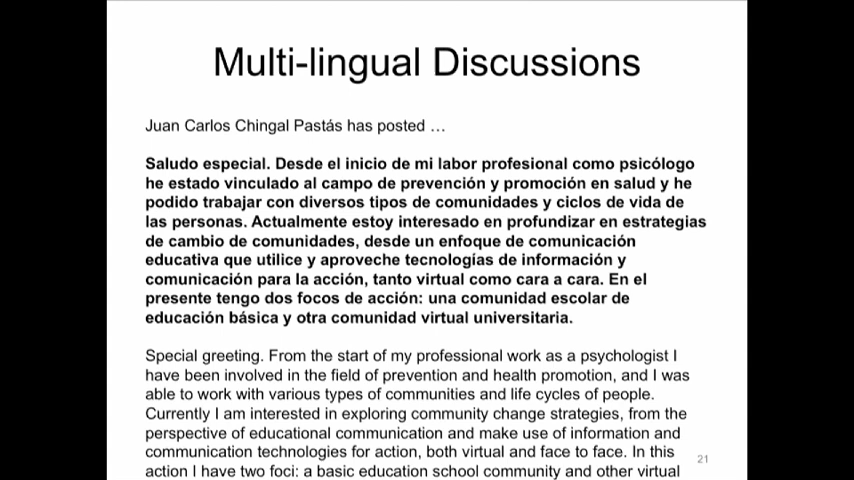 Multi-lingual Discussions
Juan Carlos Chingal Pastás has posted …
Saludo especial. Desde el inicio de mi labor profesional como psicólogo
he estado vinculado al campo de prevención y promoción en salud y he
podido trabajar con diversos tipos de comunidades y ciclos de vida de
las personas. Actualmente estoy interesado en profundizar en estrategias
de cambio de comunidades, desde un enfoque de comunicación
educativa que utilice y aproveche tecnologías de información y
comunicación para la acción, tanto virtual como cara a cara. En el
presente tengo dos focos de acción: una comunidad escolar de
educación básica y otra comunidad virtual universitaria.
Special greeting. From the start of my professional work as a psychologist I
have been involved in the field of prevention and health promotion, and I was
able to work with various types of communities and life cycles of people.
Currently I am interested in exploring community change strategies, from the
perspective of educational communication and make use of information and
communication technologies for action, both virtual and face to face. In this
action I have two foci: a basic education school community and other virtual
21